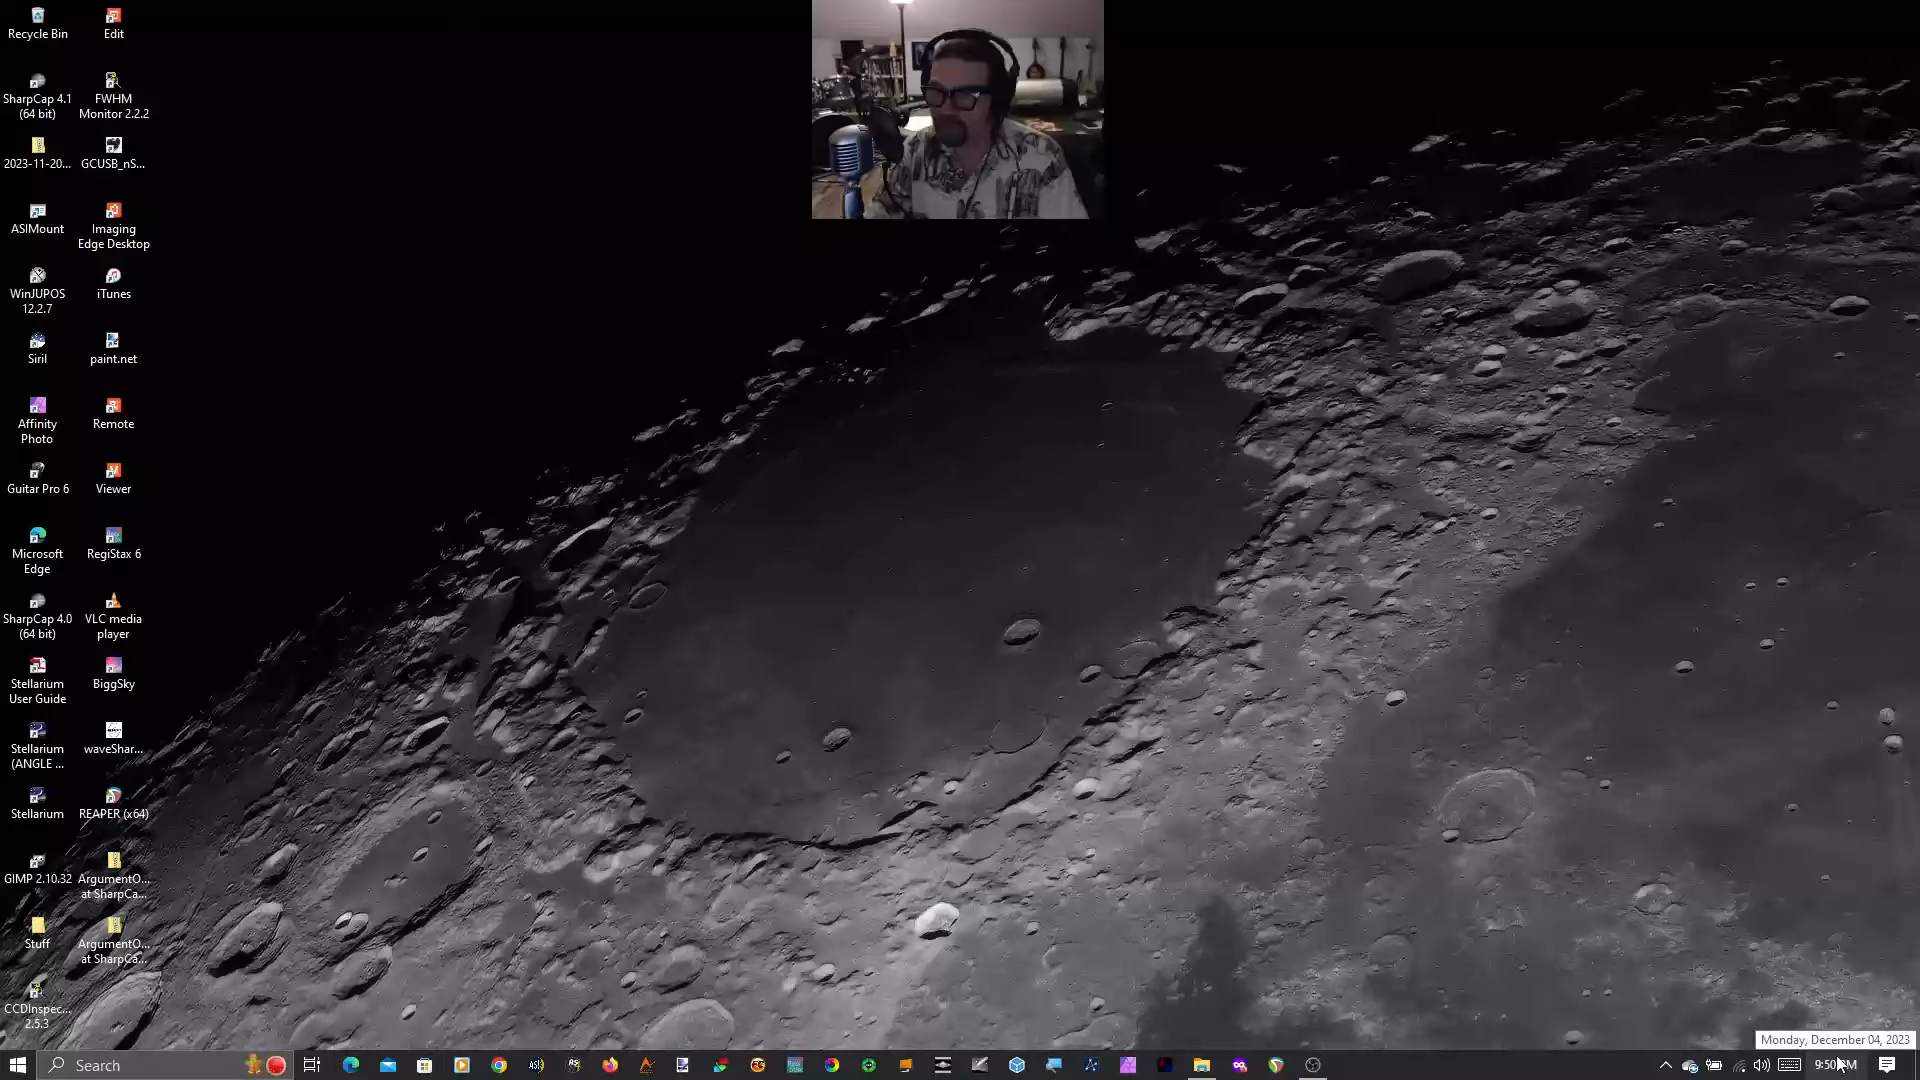 Recycle Bin
Edit
SharpCap 4.1
(64 bit)
FWHM
Monitor 2.2.2
2023-11-20...
GCUSB_nS...
ASIMount
Imaging
Edge Desktop
WinJUPOS
12.2.7
iTunes
Siril
paint.net
Affinity
Photo
Remote
Guitar Pro 6
Viewer
Microsoft
Edge
RegiStax 6
SharpCap 4.0
(64 bit)
VLC media
player
Stellarium
User Guide
BiggSky
Stellarium
(ANGLE ...
waveShar...
Stellarium
REAPER (x64)
GIMP 2.10.32
ArgumentO...
at SharpCa...
Stuff
ArgumentO...
at SharpCa...
CCDInspec...
2.5.3
Monday, December 04, 2023
Search